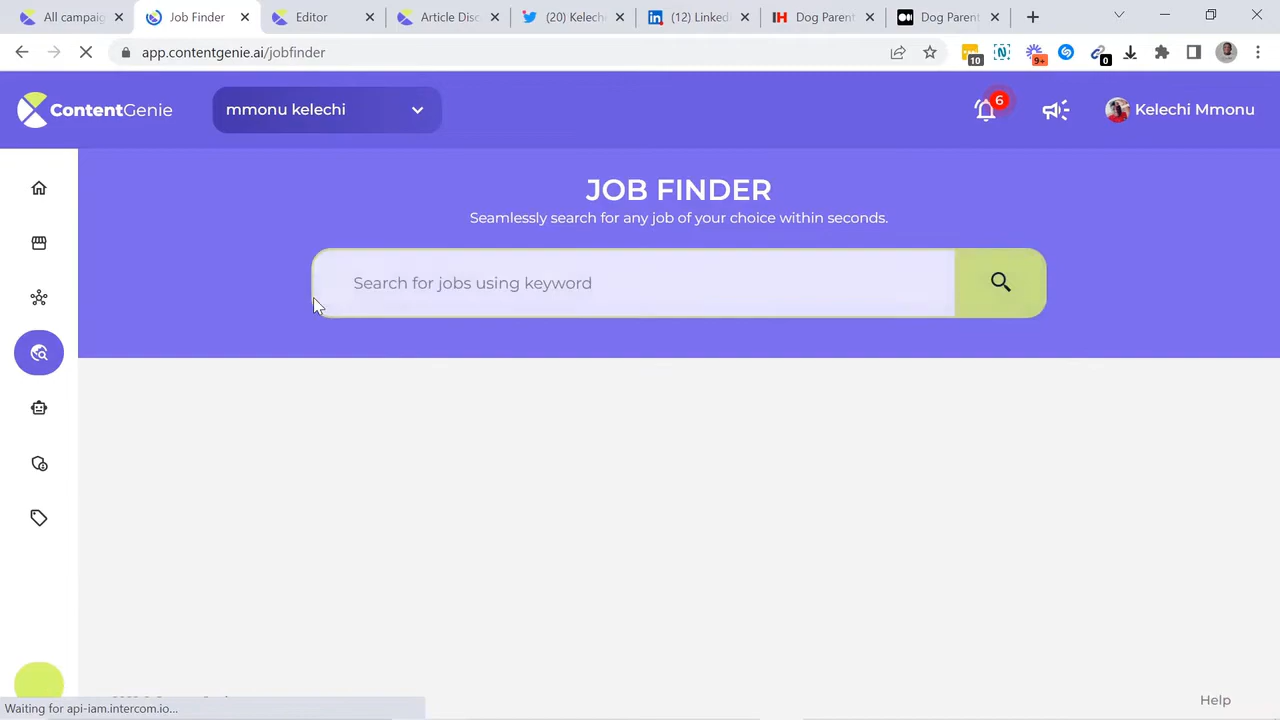 All campaig
Job Finder
Editor
Article Disc
(20) Kelech
(12) Linked
IH
Dog Parent
Dog Parent
app.contentgenie.ai/jobfinder
10
9+
0
ContentGenie
mmonu kelechi
6
Kelechi Mmonu
JOB FINDER
Seamlessly search for any job of your choice within seconds.
Search for jobs using keyword
Waiting for api-iam.intercom.io...
Help